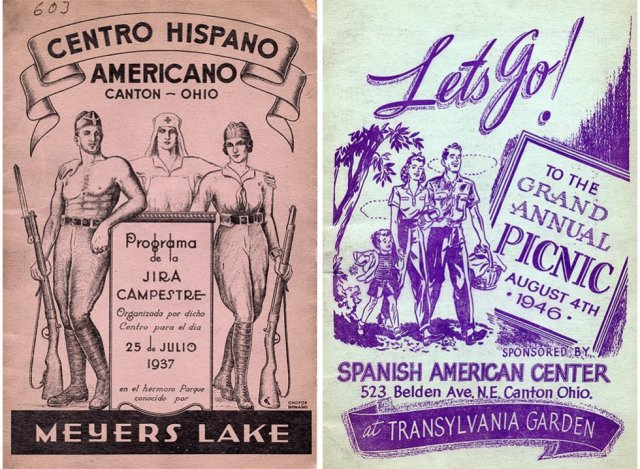 603
CENTRO HISPANO
AMERICANO
CANTON - OHIO
Programa
de la
JIRA
CAMPESTRE
Organizada por dicho
Centro para el dia
25 de JULIO
1937
en el hermoso Parque
conocido por
CHOFER
SORIANO
MEYERS LAKE
Lets Go!
TO THE
GRAND
ANNUAL
PICNIC
AUGUST 4TH
·1946·
SPONSORED BY
SPANISH AMERICAN CENTER
523 Belden Ave. N.E. Canton Ohio.
at TRANSYLVANIA GARDEN